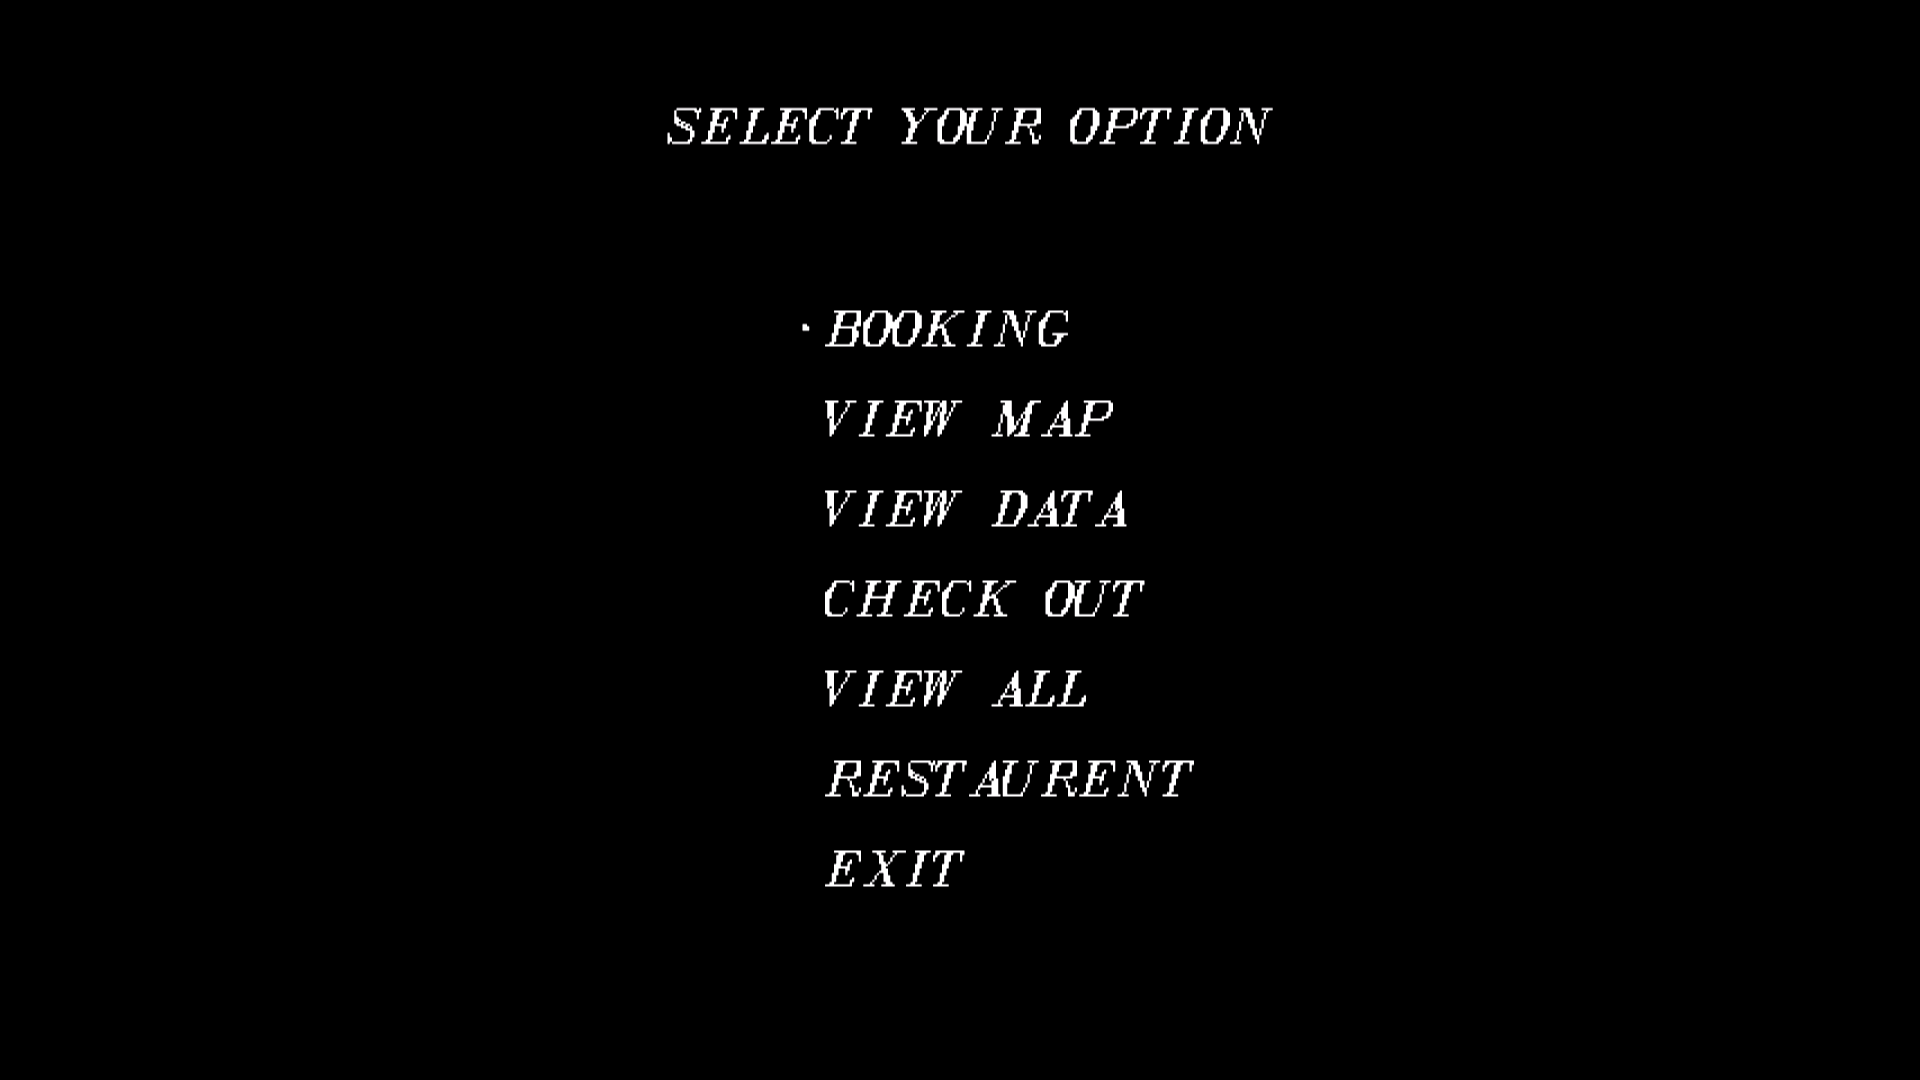 SELECT YOUR OPTION
·BOOKING
VIEW MAP
VIEW DATA
CHECK OUT
VIEW ALL
RESTAURENT
EXIT